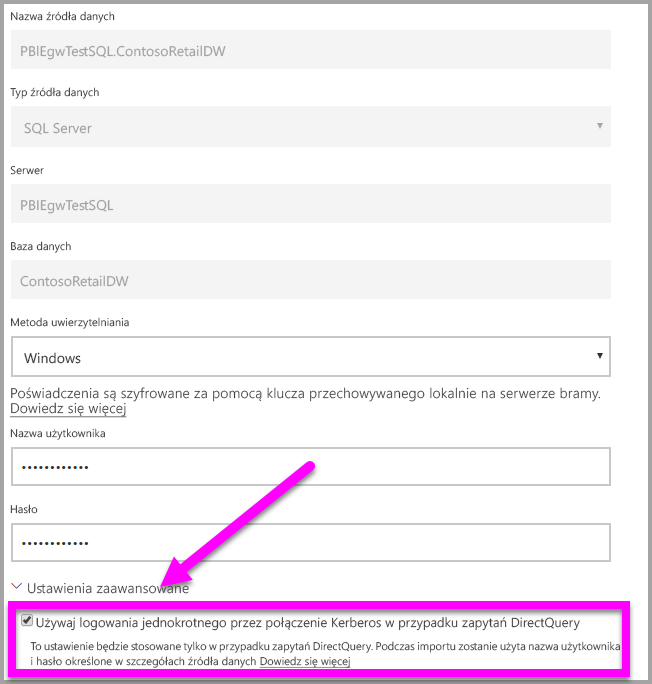 Nazwa źródła danych
PBIEgwTestSQL.ContosoRetailDW
Typ źródła danych
SQL Server
Serwer
PBIEgwTestSQL
Baza danych
ContosoRetailDW
Metoda uwierzytelniania
Windows
Poświadczenia są szyfrowane za pomocą klucza przechowywanego lokalnie na serwerze bramy.
Dowiedz się więcej
Nazwa użytkownika
••••••••••••
Hasło
••••••••••••
Ustawienia zaawansowane
Używaj logowania jednokrotnego przez połączenie Kerberos w przypadku zapytań DirectQuery
To ustawienie będzie stosowane tylko w przypadku zapytań DirectQuery. Podczas importu zostanie użyta nazwa użytkownika
i hasło określone w szczegółach źródła danych Dowiedz się więcej